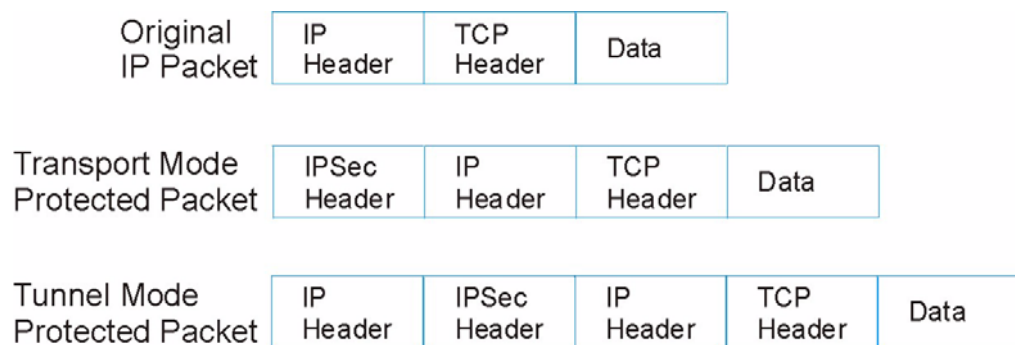 Original IP Packet
IP Header
TCP Header
Data
Transport Mode Protected Packet
IPSec Header
IP Header
TCP Header
Data
Tunnel Mode Protected Packet
IP Header
IPSec Header
IP Header
TCP Header
Data